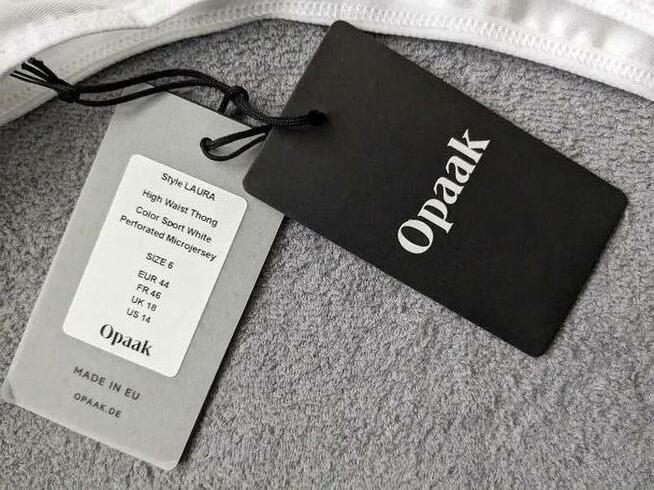 Style LAURA
High Waist Thong
Color Sport White
Perforated Microjersey
SIZE 6
EUR 44
FR 46
UK 18
US 14
Opaak
MADE IN EU
OPAAK.DE
Opaak